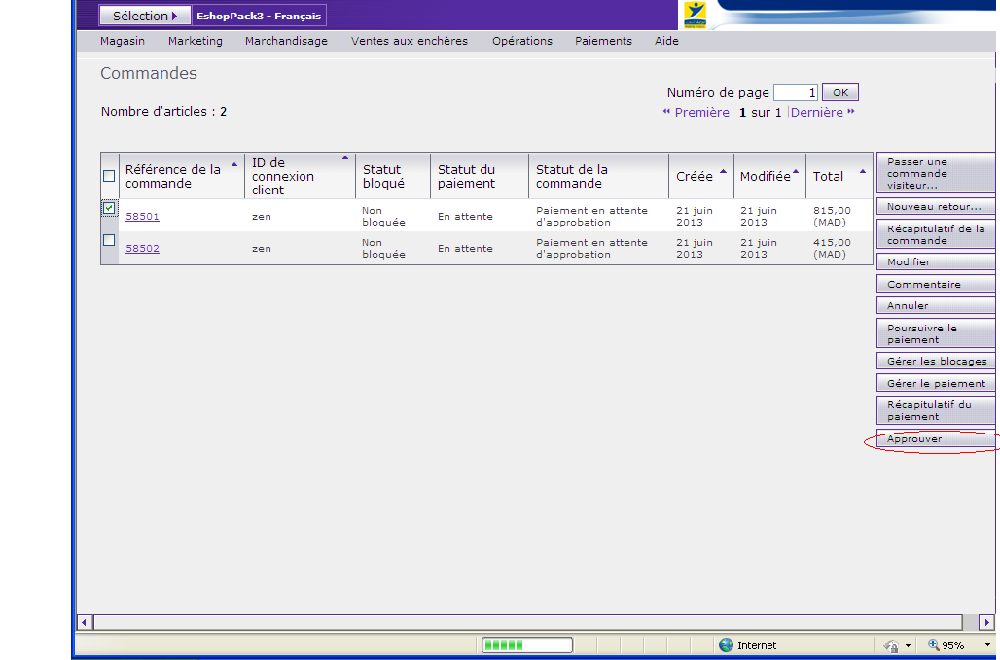 Sélection
EshopPack3 - Français
Magasin Marketing Marchandisage Ventes aux enchères Opérations Paiements Aide
Commandes
Numéro de page 1 OK
Nombre d'articles : 2
Première 1 sur 1 Dernière
Référence de la
commande
ID de
connexion
client
Statut
bloqué
Statut du
paiement
Statut de la
commande
Créée
Modifiée
Total
58501
zen
Non
bloquée
En attente
Paiement en attente
d'approbation
21 juin
2013
21 juin
2013
815,00
(MAD)
58502
zen
Non
bloquée
En attente
Paiement en attente
d'approbation
21 juin
2013
21 juin
2013
415,00
(MAD)
Passer une
commande
visiteur...
Nouveau retour...
Récapitulatif de la
commande
Modifier
Commentaire
Annuler
Poursuivre le
paiement
Gérer les blocages
Gérer le paiement
Récapitulatif du
paiement
Approuver
Internet
95%